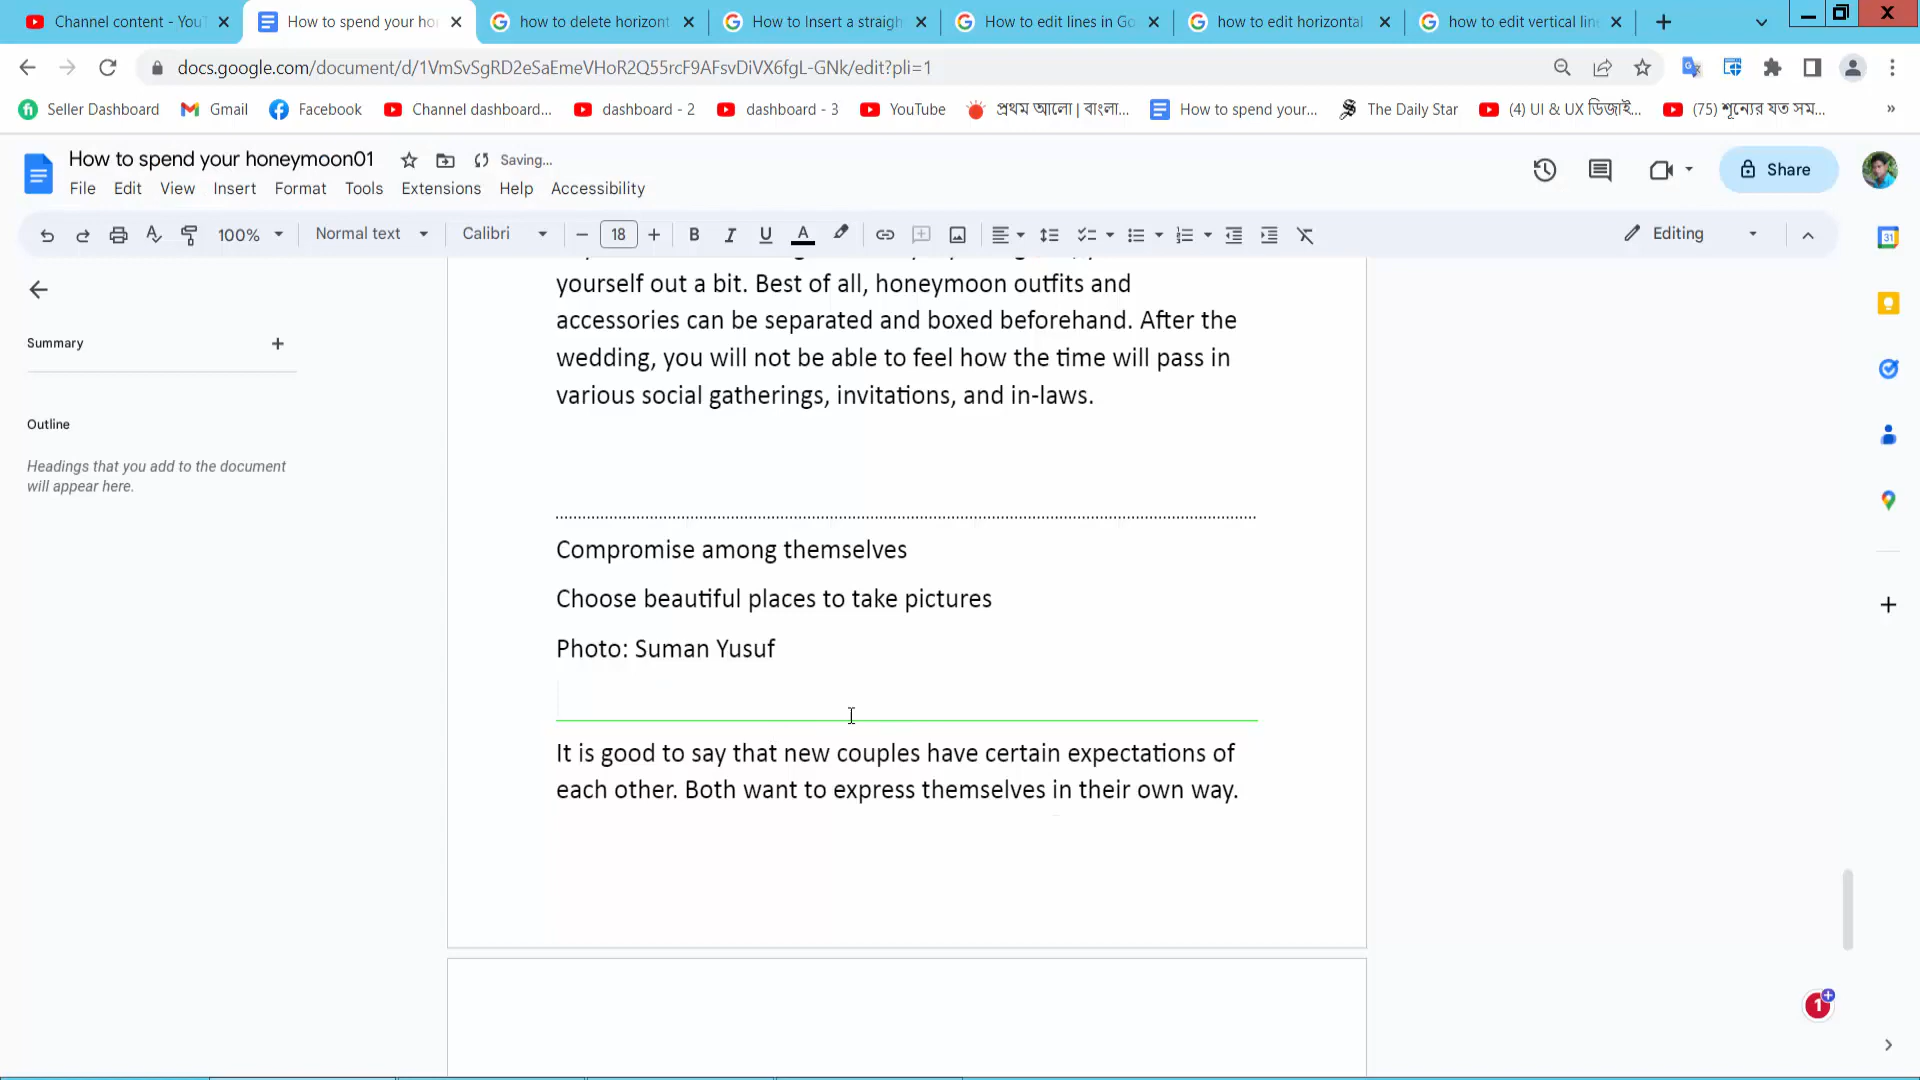 Channel content - YouT
How to spend your ho
how to delete horizont
How to Insert a straigh
How to edit lines in Go
how to edit horizontal
how to edit vertical lin
docs.google.com/document/d/1VmSvSgRD2eSaEmeVHoR2Q55rcF9AFsvDiVX6fgL-GNk/edit?pli=1
Seller Dashboard
Gmail
Facebook
Channel dashboard...
dashboard - 2
dashboard - 3
YouTube
প্রথম আলো | বাংলা...
How to spend your...
The Daily Star
(4) UI & UX ডিজাই...
(75) শূন্যের যত সম...
»
How to spend your honeymoon01
Saving...
File Edit View Insert Format Tools Extensions Help Accessibility
Share
100%
Normal text
Calibri
18
Editing
31
Summary
Outline
Headings that you add to the document
will appear here.
yourself out a bit. Best of all, honeymoon outfits and
accessories can be separated and boxed beforehand. After the
wedding, you will not be able to feel how the time will pass in
various social gatherings, invitations, and in-laws.
Compromise among themselves
Choose beautiful places to take pictures
Photo: Suman Yusuf
It is good to say that new couples have certain expectations of
each other. Both want to express themselves in their own way.
1